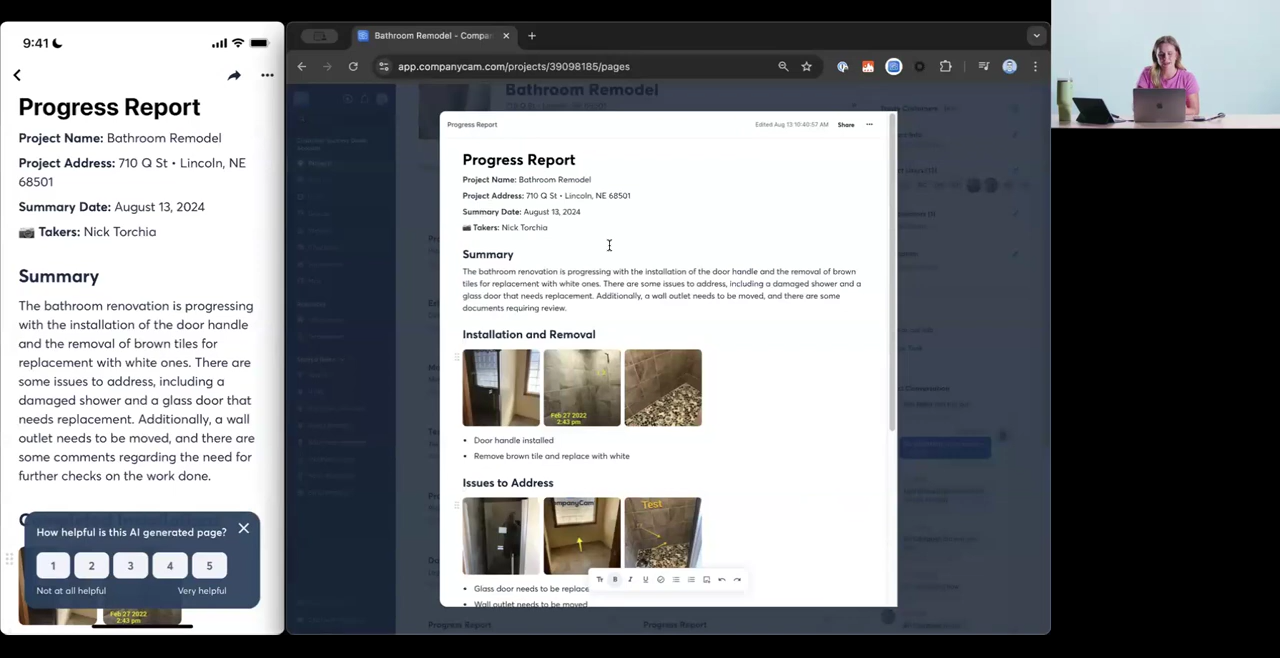 9:41
Progress Report
Project Name: Bathroom Remodel
Project Address: 710 Q St • Lincoln, NE
68501
Summary Date: August 13, 2024
Takers: Nick Torchia
Summary
The bathroom renovation is progressing
with the installation of the door handle
and the removal of brown tiles for
replacement with white ones. There are
some issues to address, including a
damaged shower and a glass door that
needs replacement. Additionally, a wall
outlet needs to be moved, and there are
some comments regarding the need for
further checks on the work done.
How helpful is this AI generated page?
1 2 3 4 5
Not at all helpful Very helpful
Feb 27 2022
2:43 pm
Bathroom Remodel - Compa
app.companycam.com/projects/39098185/pages
Bathroom Remodel
Progress Report
Edited Aug 13 10:40:57 AM
Share
Progress Report
Project Name: Bathroom Remodel
Project Address: 710 Q St • Lincoln, NE 68501
Summary Date: August 13, 2024
Takers: Nick Torchia
Summary
The bathroom renovation is progressing with the installation of the door handle and the removal of brown
tiles for replacement with white ones. There are some issues to address, including a damaged shower and a
glass door that needs replacement. Additionally, a wall outlet needs to be moved, and there are some
documents requiring review.
Installation and Removal
Feb 27 2022
2:43 pm
• Door handle installed
• Remove brown tile and replace with white
Issues to Address
CompanyCam
Test
• Glass door needs to be replace
• Wall outlet needs to be moved
Tr B I U
Progress Report
Progress Report